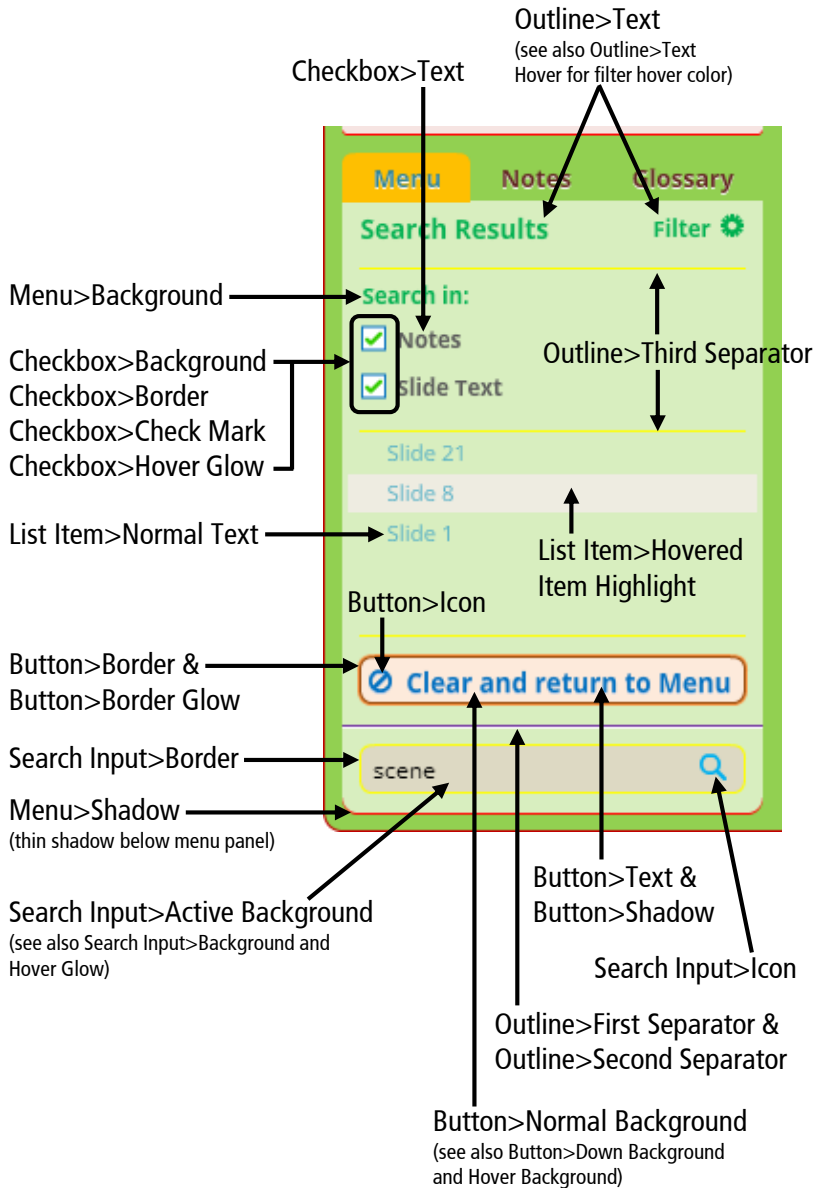 Outline>Text
(see also Outline>Text
Hover for filter hover color)
Checkbox>Text
Menu
Notes
Glossary
Search Results
Filter
Menu>Background
Search in:
Notes
Slide Text
Outline>Third Separator
Checkbox>Background
Checkbox>Border
Checkbox>Check Mark
Checkbox>Hover Glow
Slide 21
Slide 8
Slide 1
List Item>Normal Text
List Item>Hovered
Item Highlight
Button>Icon
Button>Border &
Button>Border Glow
Clear and return to Menu
Search Input>Border
scene
Menu>Shadow
(thin shadow below menu panel)
Button>Text &
Button>Shadow
Search Input>Active Background
(see also Search Input>Background and
Hover Glow)
Search Input>Icon
Outline>First Separator &
Outline>Second Separator
Button>Normal Background
(see also Button>Down Background
and Hover Background)